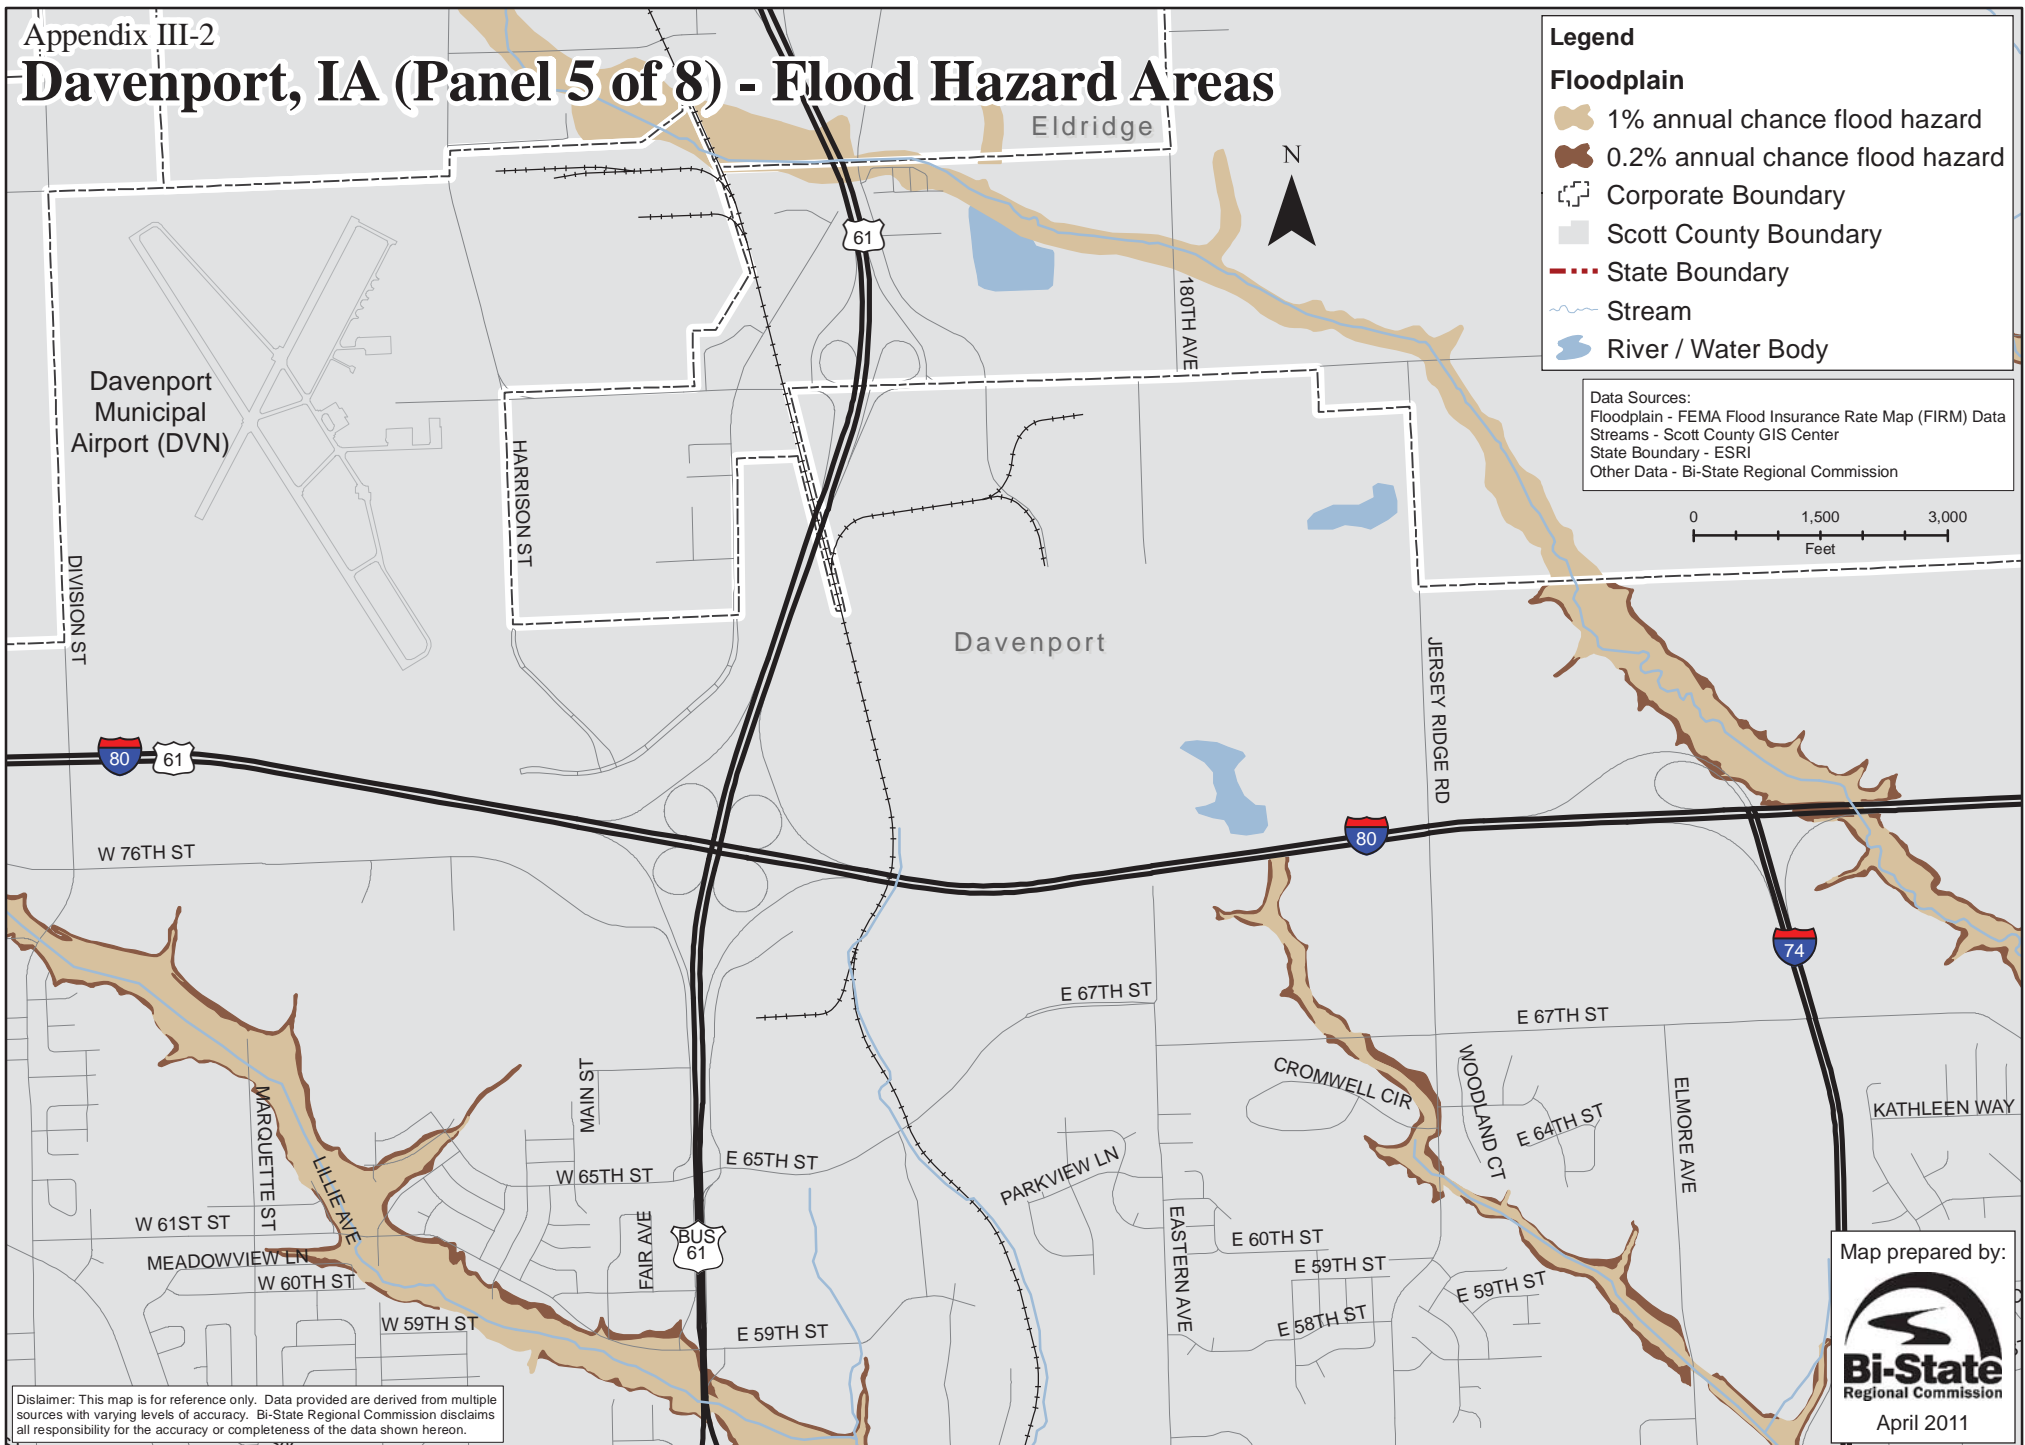 Appendix III-2
Davenport, IA (Panel 5 of 8) - Flood Hazard Areas
Legend
Floodplain
1% annual chance flood hazard
0.2% annual chance flood hazard
Corporate Boundary
Scott County Boundary
State Boundary
Stream
River / Water Body
Data Sources:
Floodplain - FEMA Flood Insurance Rate Map (FIRM) Data
Streams - Scott County GIS Center
State Boundary - ESRI
Other Data - Bi-State Regional Commission
0 1,500 3,000
Feet
N
Eldridge
61
180TH AVE
Davenport
Municipal
Airport (DVN)
HARRISON ST
DIVISION ST
Davenport
JERSEY RIDGE RD
80
61
80
74
W 76TH ST
E 67TH ST
E 67TH ST
CROMWELL CIR
WOODLAND CT
E 64TH ST
ELMORE AVE
KATHLEEN WAY
MAIN ST
MARQUETTE ST
LILLIE AVE
W 65TH ST
E 65TH ST
PARKVIEW LN
W 61ST ST
MEADOWVIEW LN
W 60TH ST
FAIR AVE
BUS
61
EASTERN AVE
E 60TH ST
E 59TH ST
E 59TH ST
E 58TH ST
W 59TH ST
E 59TH ST
Dislaimer: This map is for reference only. Data provided are derived from multiple
sources with varying levels of accuracy. Bi-State Regional Commission disclaims
all responsibility for the accuracy or completeness of the data shown hereon.
Map prepared by:
Bi-State
Regional Commission
April 2011